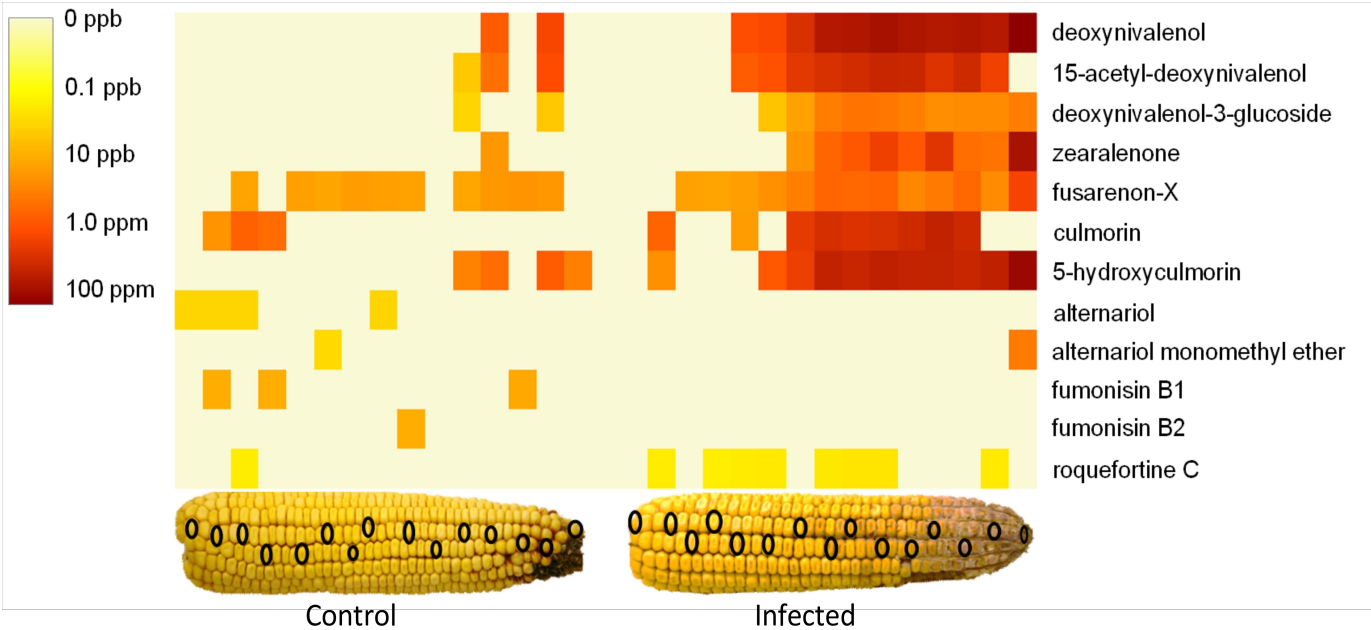 0 ppb
0.1 ppb
10 ppb
1.0 ppm
100 ppm
deoxynivalenol
15-acetyl-deoxynivalenol
deoxynivalenol-3-glucoside
zearalenone
fusarenon-X
culmorin
5-hydroxyculmorin
alternariol
alternariol monomethyl ether
fumonisin B1
fumonisin B2
roquefortine C
Control
Infected